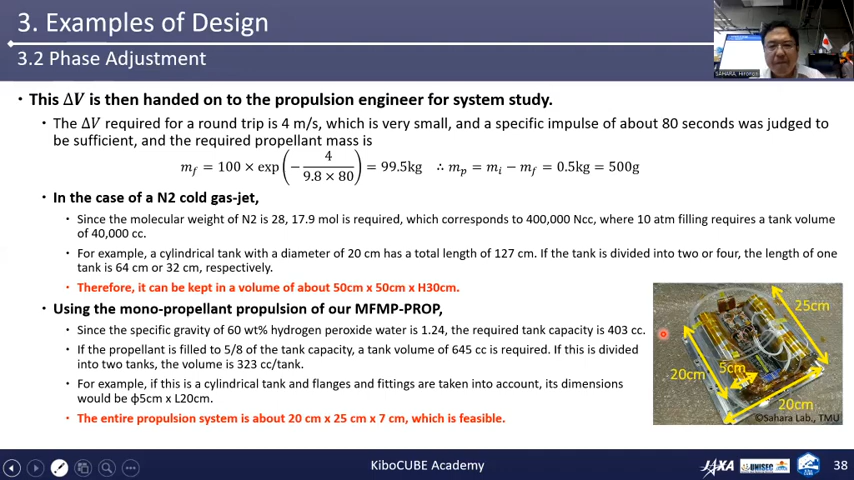 3. Examples of Design
3.2 Phase Adjustment
SAHARA, Hironori
• This ΔV is then handed on to the propulsion engineer for system study.
• The ΔV required for a round trip is 4 m/s, which is very small, and a specific impulse of about 80 seconds was judged to
be sufficient, and the required propellant mass is
m_f = 100 × exp(−4/(9.8 × 80)) = 99.5kg ∴ m_p = m_i − m_f = 0.5kg = 500g
• In the case of a N2 cold gas-jet,
• Since the molecular weight of N2 is 28, 17.9 mol is required, which corresponds to 400,000 Ncc, where 10 atm filling requires a tank volume
of 40,000 cc.
• For example, a cylindrical tank with a diameter of 20 cm has a total length of 127 cm. If the tank is divided into two or four, the length of one
tank is 64 cm or 32 cm, respectively.
• Therefore, it can be kept in a volume of about 50cm x 50cm x H30cm.
• Using the mono-propellant propulsion of our MFMP-PROP,
• Since the specific gravity of 60 wt% hydrogen peroxide water is 1.24, the required tank capacity is 403 cc.
• If the propellant is filled to 5/8 of the tank capacity, a tank volume of 645 cc is required. If this is divided
into two tanks, the volume is 323 cc/tank.
• For example, if this is a cylindrical tank and flanges and fittings are taken into account, its dimensions
would be ϕ5cm x L20cm.
• The entire propulsion system is about 20 cm x 25 cm x 7 cm, which is feasible.
25cm
20cm
5cm
20cm
©Sahara Lab., TMU
KiboCUBE Academy
JAXA
UNISEC
38